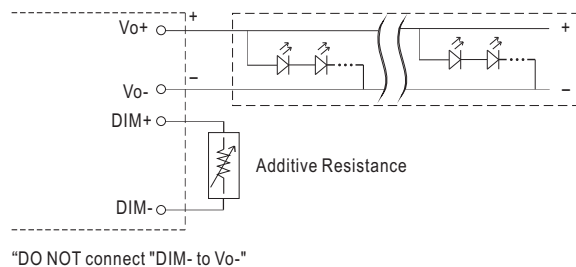 Vo+
+
+
Vo-
−
−
DIM+
Additive Resistance
DIM-
“DO NOT connect "DIM- to Vo-"